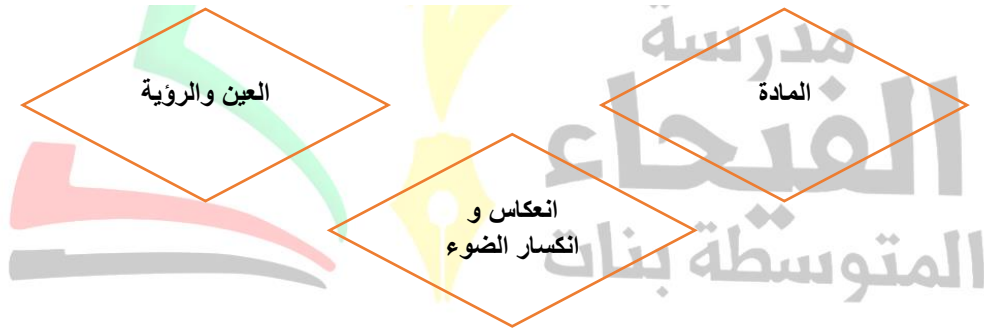 مدرسة
الفيحاء
المتوسطة بنات
المادة
العين والرؤية
انعكاس و
انكسار الضوء